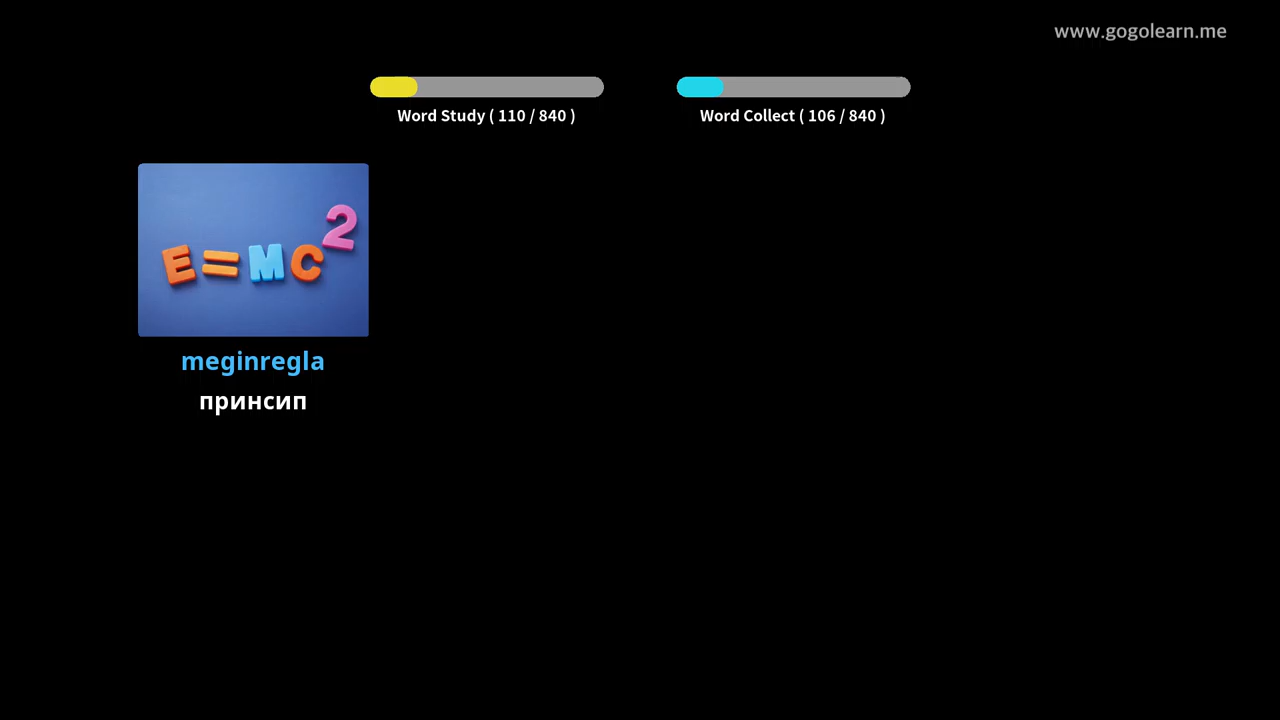 www.gogolearn.me
Word Study ( 110 / 840 )
Word Collect ( 106 / 840 )
E=MC²
meginregla
принсип